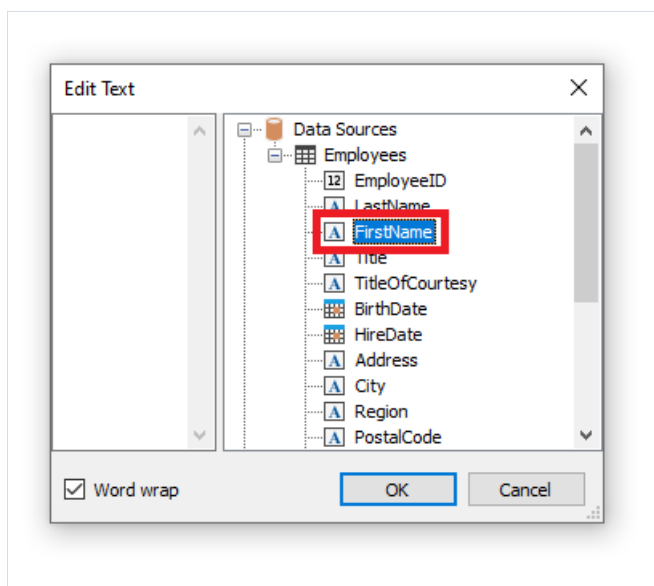 Edit Text
Data Sources
Employees
12 EmployeeID
A LastName
A FirstName
A Title
A TitleOfCourtesy
BirthDate
HireDate
A Address
A City
A Region
A PostalCode
Word wrap
OK
Cancel